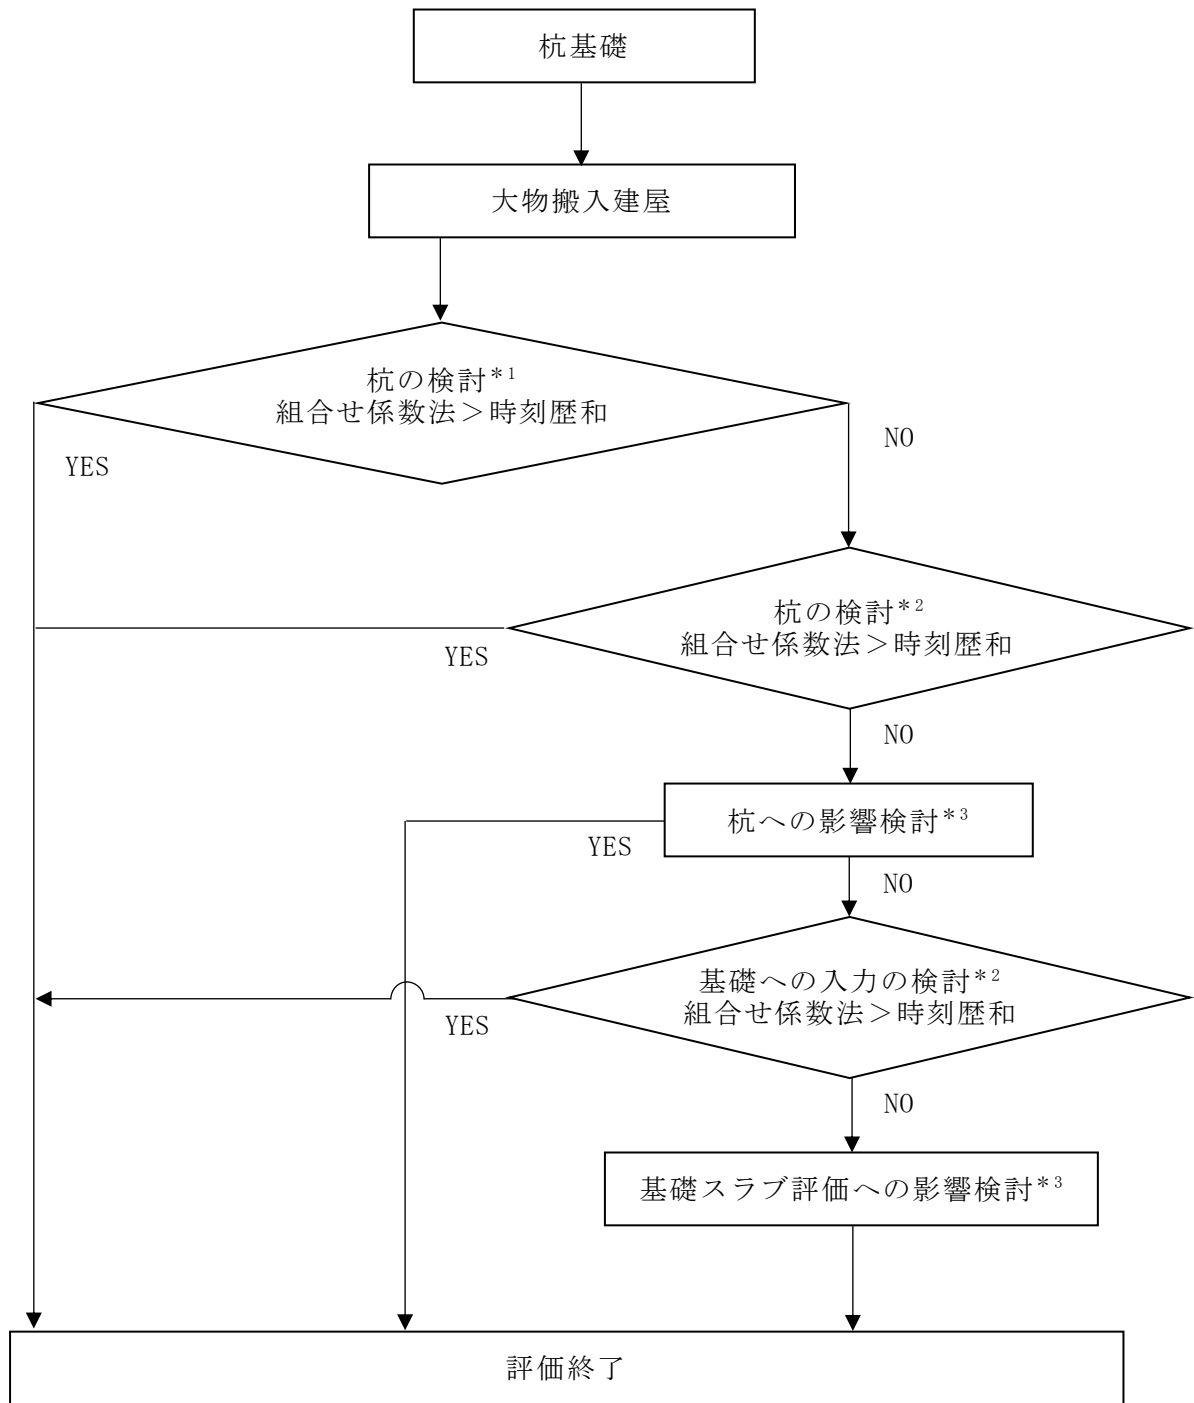 杭基礎
大物搬入建屋
杭の検討*1
組合せ係数法＞時刻歴和
YES
NO
杭の検討*2
組合せ係数法＞時刻歴和
YES
NO
杭への影響検討*3
YES
NO
基礎への入力の検討*2
組合せ係数法＞時刻歴和
YES
NO
基礎スラブ評価への影響検討*3
評価終了